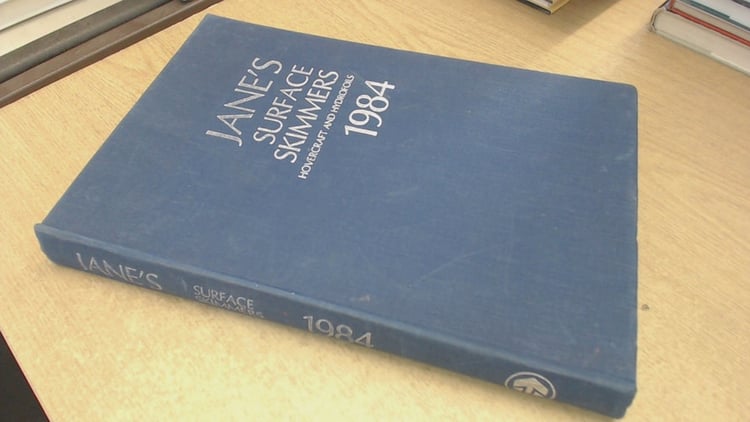 JANE'S
SURFACE
SKIMMERS
HOVERCRAFT AND HYDROFOILS
1984
JANE'S
SURFACE
SKIMMERS
1984